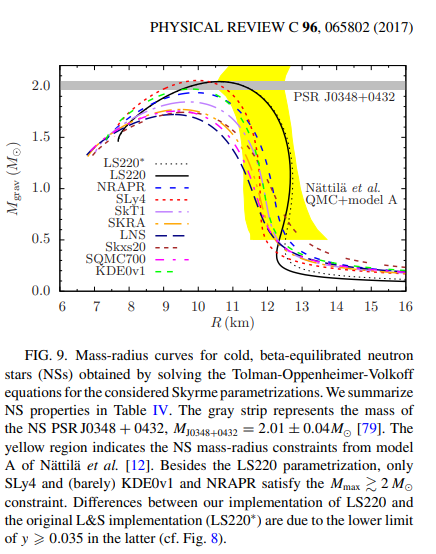 PHYSICAL REVIEW C 96, 065802 (2017)
2.0
1.5
1.0
0.5
0.0
M_grav (M_⊙)
PSR J0348+0432
LS220*
LS220
NRAPR
SLy4
SkT1
SKRA
LNS
Skxs20
SQMC700
KDE0v1
Nättilä et al.
QMC+model A
6 7 8 9 10 11 12 13 14 15 16
R (km)
FIG. 9. Mass-radius curves for cold, beta-equilibrated neutron
stars (NSs) obtained by solving the Tolman-Oppenheimer-Volkoff
equations for the considered Skyrme parametrizations. We summarize
NS properties in Table IV. The gray strip represents the mass of
the NS PSR J0348 + 0432, M_J0348+0432 = 2.01 ± 0.04M_⊙ [79]. The
yellow region indicates the NS mass-radius constraints from model
A of Nättilä et al. [12]. Besides the LS220 parametrization, only
SLy4 and (barely) KDE0v1 and NRAPR satisfy the M_max ≳ 2 M_⊙
constraint. Differences between our implementation of LS220 and
the original L&S implementation (LS220*) are due to the lower limit
of y ⩾ 0.035 in the latter (cf. Fig. 8).